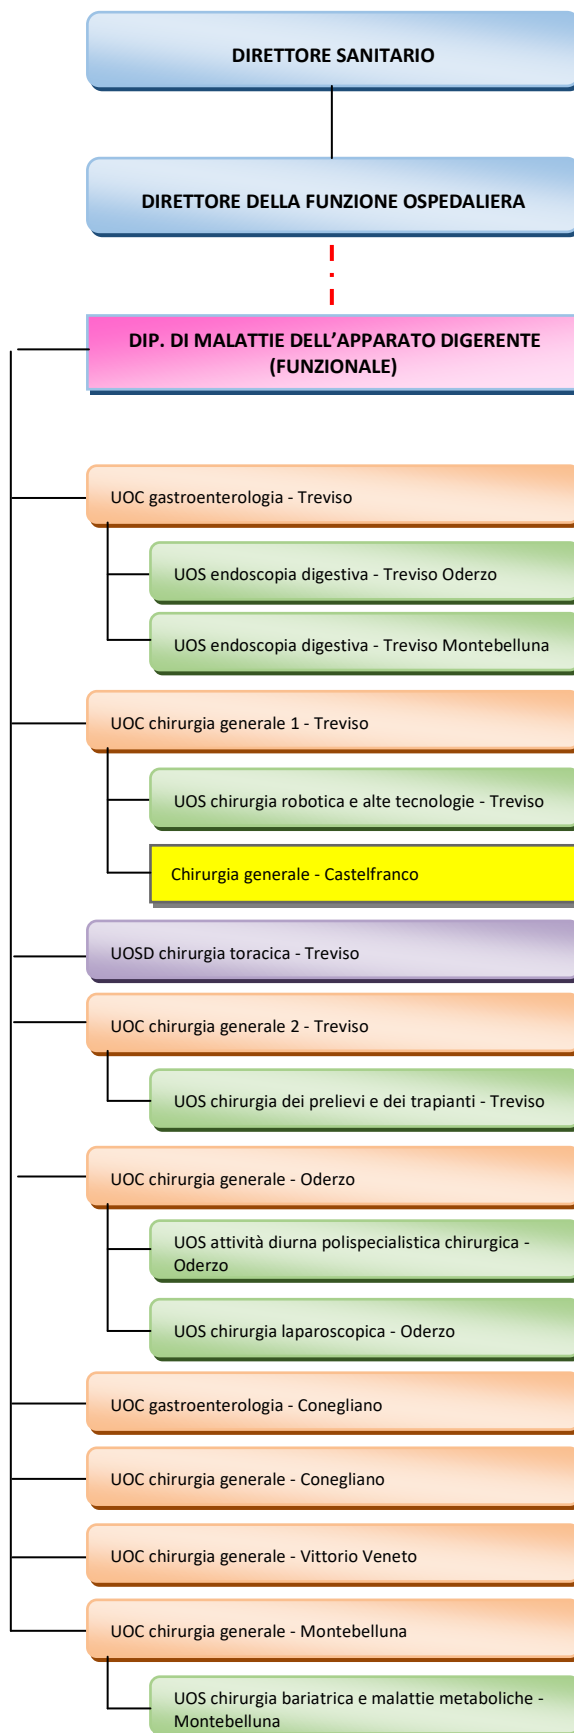 DIRETTORE SANITARIO
DIRETTORE DELLA FUNZIONE OSPEDALIERA
DIP. DI MALATTIE DELL’APPARATO DIGERENTE
(FUNZIONALE)
UOC gastroenterologia - Treviso
UOS endoscopia digestiva - Treviso Oderzo
UOS endoscopia digestiva - Treviso Montebelluna
UOC chirurgia generale 1 - Treviso
UOS chirurgia robotica e alte tecnologie - Treviso
Chirurgia generale - Castelfranco
UOSD chirurgia toracica - Treviso
UOC chirurgia generale 2 - Treviso
UOS chirurgia dei prelievi e dei trapianti - Treviso
UOC chirurgia generale - Oderzo
UOS attività diurna polispecialistica chirurgica -
Oderzo
UOS chirurgia laparoscopica - Oderzo
UOC gastroenterologia - Conegliano
UOC chirurgia generale - Conegliano
UOC chirurgia generale - Vittorio Veneto
UOC chirurgia generale - Montebelluna
UOS chirurgia bariatrica e malattie metaboliche -
Montebelluna